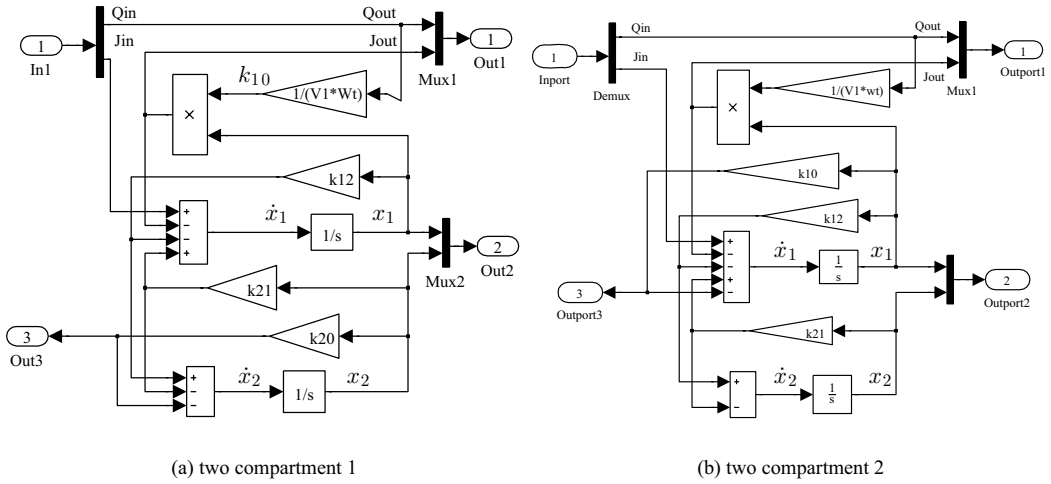 Qin
Qout
1
In1
Jin
Jout
Mux1
1
Out1
k10
1/(V1*Wt)
×
k12
+
−
−
+
ẋ1
1/s
x1
Mux2
2
Out2
k21
3
Out3
k20
+
−
−
ẋ2
1/s
x2
(a) two compartment 1
Qin
Qout
1
Inport
Jin
Demux
Jout
Mux1
1
Outport1
1/(V1*wt)
×
k10
k12
+
−
−
+
−
ẋ1
1
s
x1
2
Outport2
3
Outport3
k21
+
−
ẋ2
1
s
x2
(b) two compartment 2